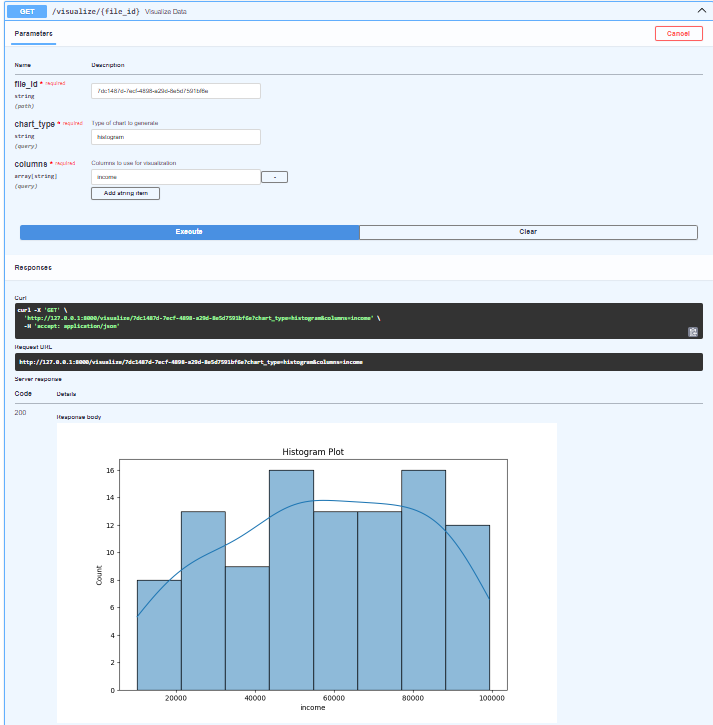 GET /visualize/{file_id} Visualize Data
Parameters
Cancel
Name Description
file_id * required
string
(path)
7dc1487d-7ecf-4898-a29d-8e5d7591bf6e
chart_type * required
string
(query)
Type of chart to generate
histogram
columns * required
array[string]
(query)
Columns to use for visualization
income
-
Add string item
Execute
Clear
Responses
Curl
curl -X 'GET' \
'http://127.0.0.1:8000/visualize/7dc1487d-7ecf-4898-a29d-8e5d7591bf6e?chart_type=histogram&columns=income' \
-H 'accept: application/json'
Request URL
http://127.0.0.1:8000/visualize/7dc1487d-7ecf-4898-a29d-8e5d7591bf6e?chart_type=histogram&columns=income
Server response
Code Details
200
Response body
Histogram Plot
16
14
12
10
8
6
4
2
0
Count
20000 40000 60000 80000 100000
income